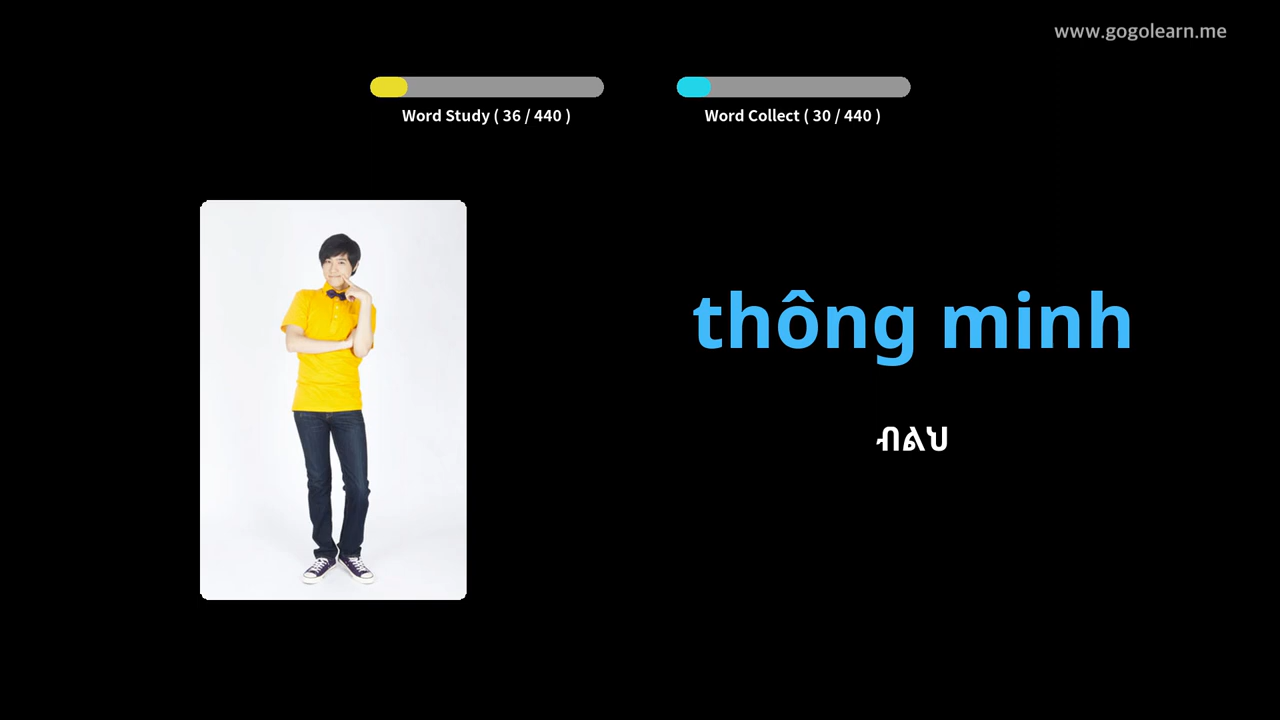 www.gogolearn.me
Word Study ( 36 / 440 )
Word Collect ( 30 / 440 )
thông minh
ብልህ